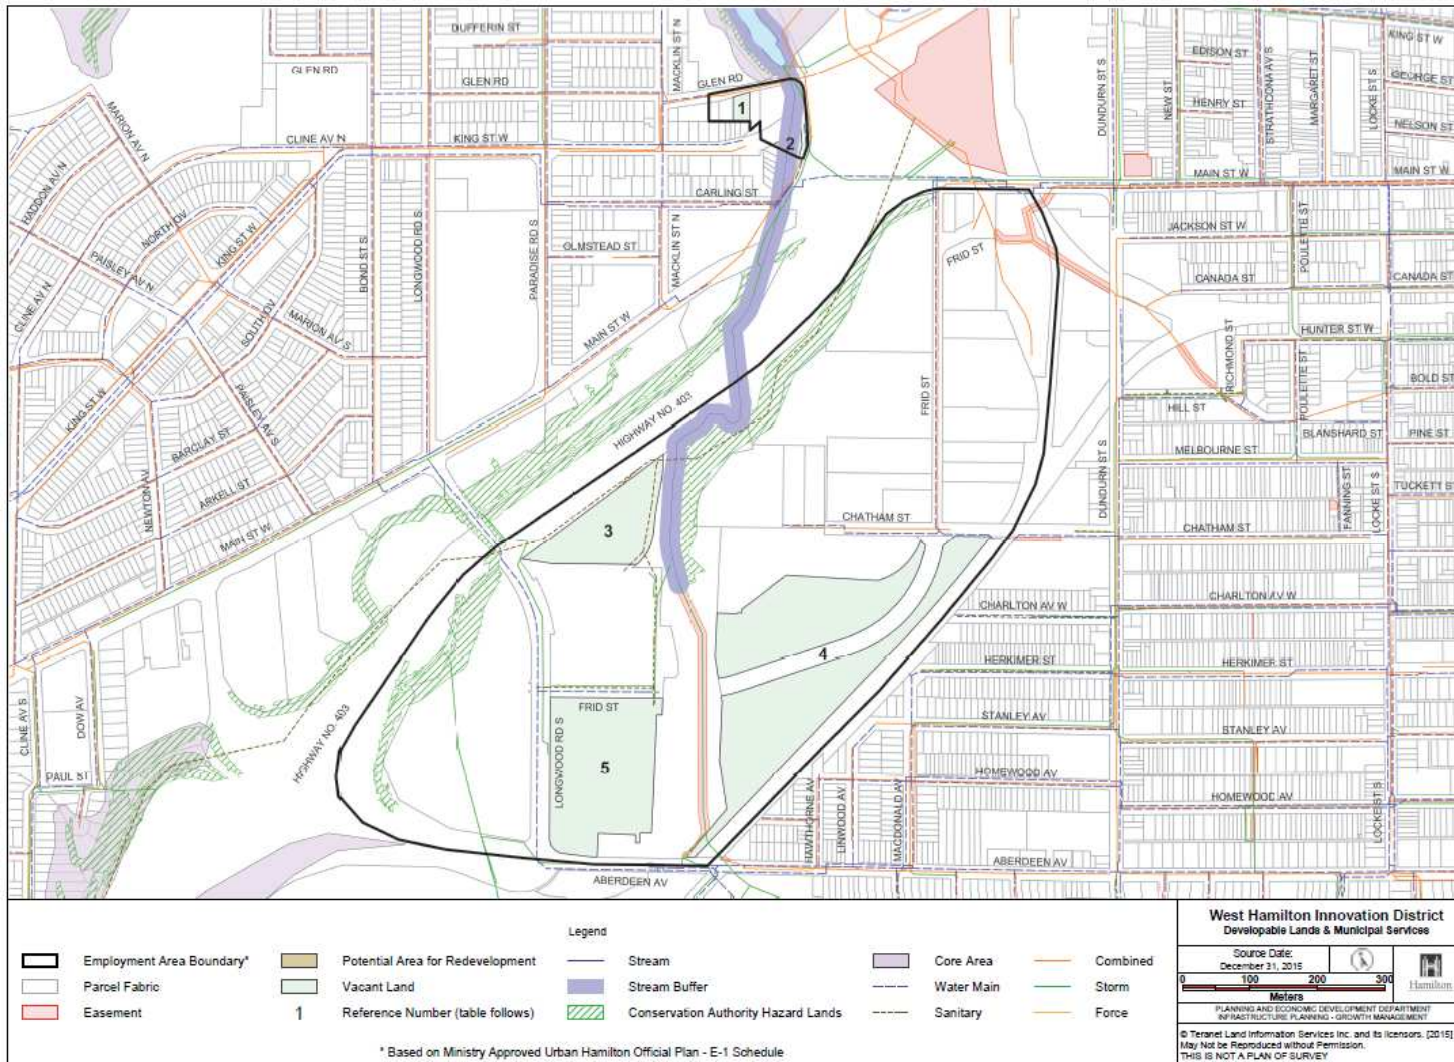 DUFFERIN ST
MACKLIN ST N
GLEN RD
GLEN RD
GLEN RD
KING ST W
EDISON ST
GEORGE ST
DUNDURN ST S
NEW ST
HENRY ST
STRATHCONA AV S
MARGARET ST
LOCKE ST S
NELSON ST
MARION AV N
CLINE AV N
KING ST W
1
2
MAIN ST W
MAIN ST W
HADDON AV N
CARLING ST
NORTH OV
KING ST W
BOND ST S
LONGWOOD RD S
PARADISE RD S
OLMSTEAD ST
MACKLIN ST N
FRID ST
JACKSON ST W
POULETTE ST
PAISLEY AV N
CLINE AV N
CANADA ST
CANADA ST
SOUTH OV
MARION AV S
MAIN ST W
HUNTER ST W
RICHMOND ST
POULETTE ST
BOLD ST
KING ST W
PAISLEY AV S
HIGHWAY NO. 403
FRID ST
HILL ST
BARCLAY ST
BLANSHARD ST
PINE ST
MELBOURNE ST
NEWTON AV
ARKELL ST
DUNDURN ST S
FANNING ST
LOCKE ST S
TUCKETT ST
MAIN ST W
3
CHATHAM ST
CHATHAM ST
CHARLTON AV W
CHARLTON AV W
4
HERKIMER ST
HERKIMER ST
CLINE AV S
DOW AV
HIGHWAY NO. 403
LONGWOOD RD S
FRID ST
STANLEY AV
STANLEY AV
PAUL ST
5
HOMEWOOD AV
HOMEWOOD AV
HAWTHORNE AV
LINWOOD AV
MACDONALD AV
LOCKE ST S
ABERDEEN AV
ABERDEEN AV
Legend
Employment Area Boundary*
Potential Area for Redevelopment
Stream
Core Area
Combined
Parcel Fabric
Vacant Land
Stream Buffer
Water Main
Storm
Easement
1 Reference Number (table follows)
Conservation Authority Hazard Lands
Sanitary
Force
* Based on Ministry Approved Urban Hamilton Official Plan - E-1 Schedule
West Hamilton Innovation District
Developable Lands & Municipal Services
Source Date:
December 31, 2015
Hamilton
0 100 200 300
Meters
PLANNING AND ECONOMIC DEVELOPMENT DEPARTMENT
INFRASTRUCTURE PLANNING - GROWTH MANAGEMENT
© Teranet Land Information Services Inc. and its licensors. [2015]
May Not be Reproduced without Permission.
THIS IS NOT A PLAN OF SURVEY